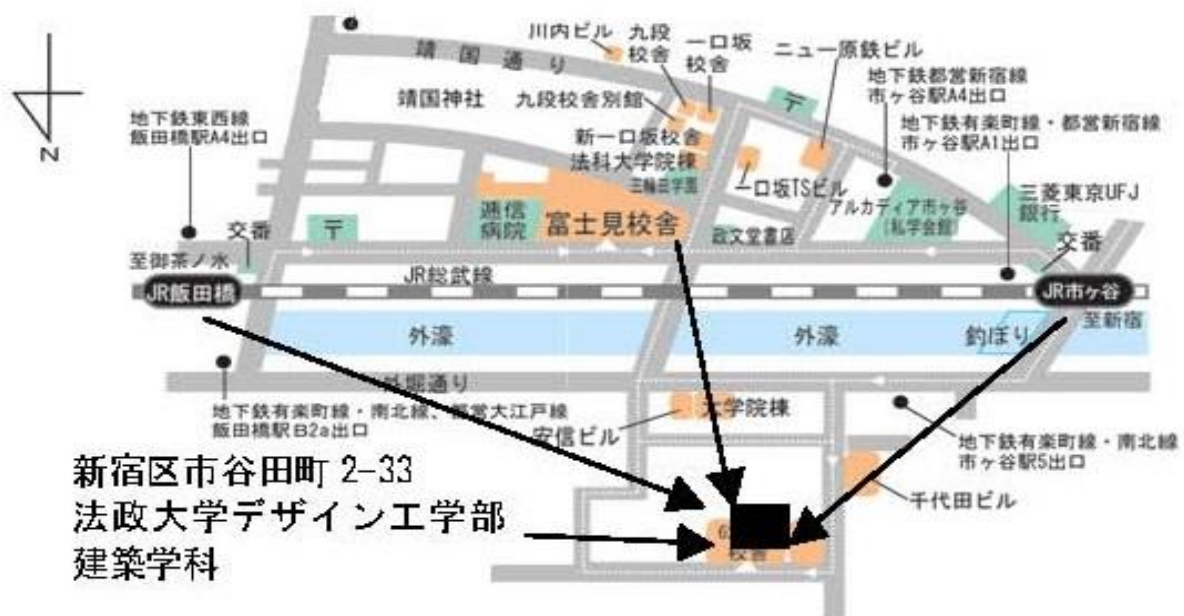 川内ビル
九段
校舎
一口坂
校舎
ニュー原鉄ビル
靖国通り
地下鉄都営新宿線
市ヶ谷駅A4出口
靖国神社
九段校舎別館
〒
地下鉄東西線
飯田橋駅A4出口
新一口坂校舎
法科大学院棟
地下鉄有楽町線・都営新宿線
市ヶ谷駅A1出口
N
三輪田学園
一口坂TSビル
三菱東京UFJ
銀行
逓信
病院
富士見校舎
アルカディア市ヶ谷
(私学会館)
〒
交番
政文堂書店
交番
至御茶ノ水
JR総武線
JR飯田橋
JR市ヶ谷
至新宿
外濠
外濠
釣ぼり
外堀通り
地下鉄有楽町線・南北線、都営大江戸線
飯田橋駅B2a出口
大学院棟
安信ビル
地下鉄有楽町線・南北線
市ヶ谷駅5出口
千代田ビル
新宿区市谷田町 2-33
法政大学デザイン工学部
建築学科
校舎